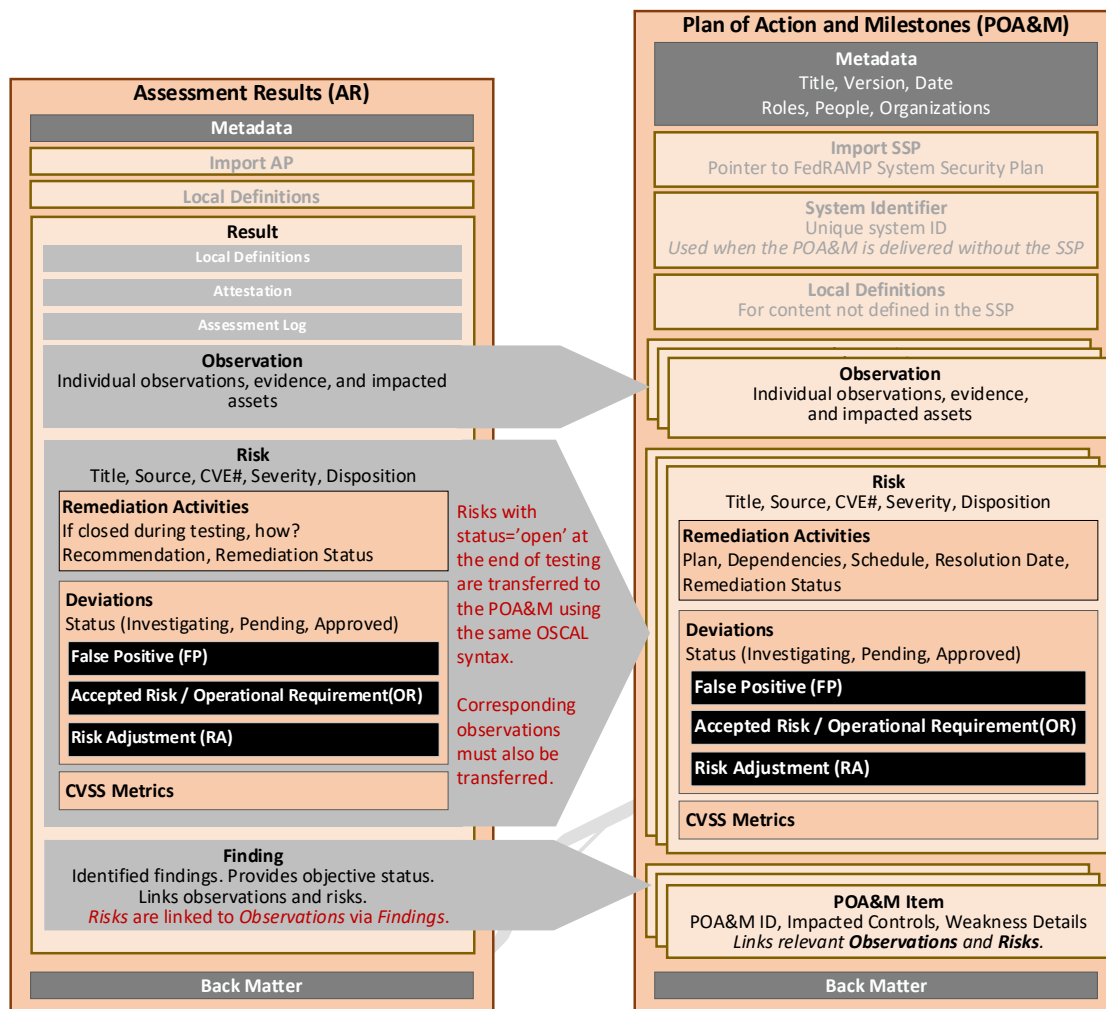 Assessment Results (AR)
Metadata
Import AP
Local Definitions
Result
Local Definitions
Attestation
Assessment Log
Observation
Individual observations, evidence, and impacted
assets
Risk
Title, Source, CVE#, Severity, Disposition
Remediation Activities
If closed during testing, how?
Recommendation, Remediation Status
Deviations
Status (Investigating, Pending, Approved)
False Positive (FP)
Accepted Risk / Operational Requirement(OR)
Risk Adjustment (RA)
CVSS Metrics
Risks with
status=’open’ at
the end of testing
are transferred to
the POA&M using
the same OSCAL
syntax.
Corresponding
observations
must also be
transferred.
Finding
Identified findings. Provides objective status.
Links observations and risks.
Risks are linked to Observations via Findings.
Back Matter
Plan of Action and Milestones (POA&M)
Metadata
Title, Version, Date
Roles, People, Organizations
Import SSP
Pointer to FedRAMP System Security Plan
System Identifier
Unique system ID
Used when the POA&M is delivered without the SSP
Local Definitions
For content not defined in the SSP
Observation
Individual observations, evidence,
and impacted assets
Risk
Title, Source, CVE#, Severity, Disposition
Remediation Activities
Plan, Dependencies, Schedule, Resolution Date,
Remediation Status
Deviations
Status (Investigating, Pending, Approved)
False Positive (FP)
Accepted Risk / Operational Requirement(OR)
Risk Adjustment (RA)
CVSS Metrics
POA&M Item
POA&M ID, Impacted Controls, Weakness Details
Links relevant Observations and Risks.
Back Matter